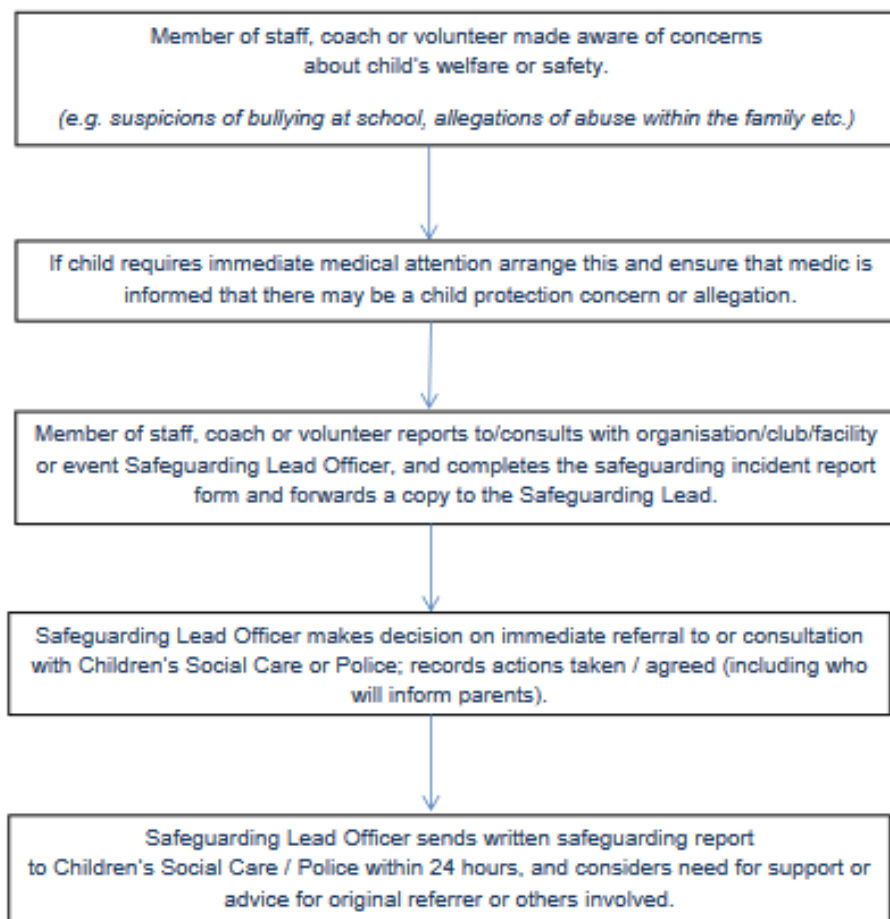 Member of staff, coach or volunteer made aware of concerns
about child's welfare or safety.
(e.g. suspicions of bullying at school, allegations of abuse within the family etc.)
If child requires immediate medical attention arrange this and ensure that medic is
informed that there may be a child protection concern or allegation.
Member of staff, coach or volunteer reports to/consults with organisation/club/facility
or event Safeguarding Lead Officer, and completes the safeguarding incident report
form and forwards a copy to the Safeguarding Lead.
Safeguarding Lead Officer makes decision on immediate referral to or consultation
with Children's Social Care or Police; records actions taken / agreed (including who
will inform parents).
Safeguarding Lead Officer sends written safeguarding report
to Children's Social Care / Police within 24 hours, and considers need for support or
advice for original referrer or others involved.